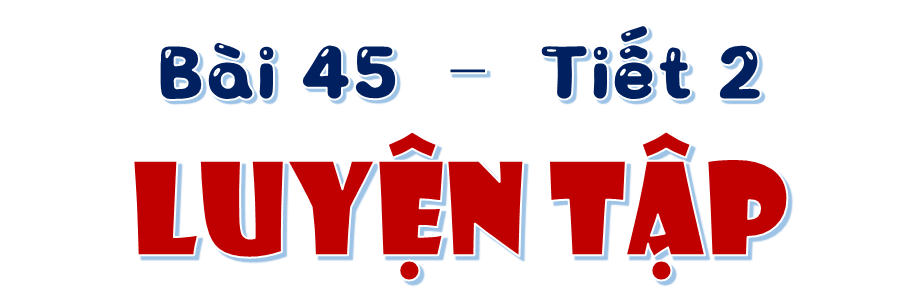 Bài 45 – Tiết 2
LUYỆN TẬP